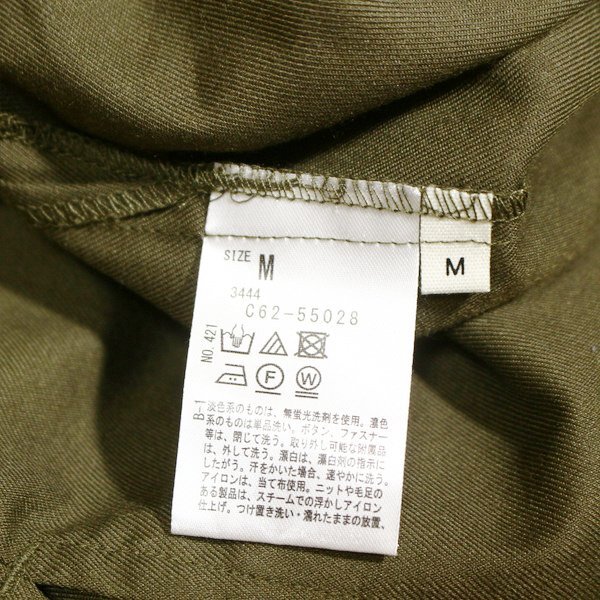 SIZE M
M
3444
C62-55028
NO. 421
F
W
B-1
淡色系のものは、無蛍光洗剤を使用。濃色
系のものは単品洗い。ボタン、ファスナー
等は、閉じて洗う。取り外し可能な附属品
は、外して洗う。漂白は、漂白剤の指示に
したがう。汗をかいた場合、速やかに洗う。
アイロンは、当て布使用。ニットや毛足の
ある製品は、スチームでの浮かしアイロン
仕上げ。つけ置き洗い・濡れたままの放置、